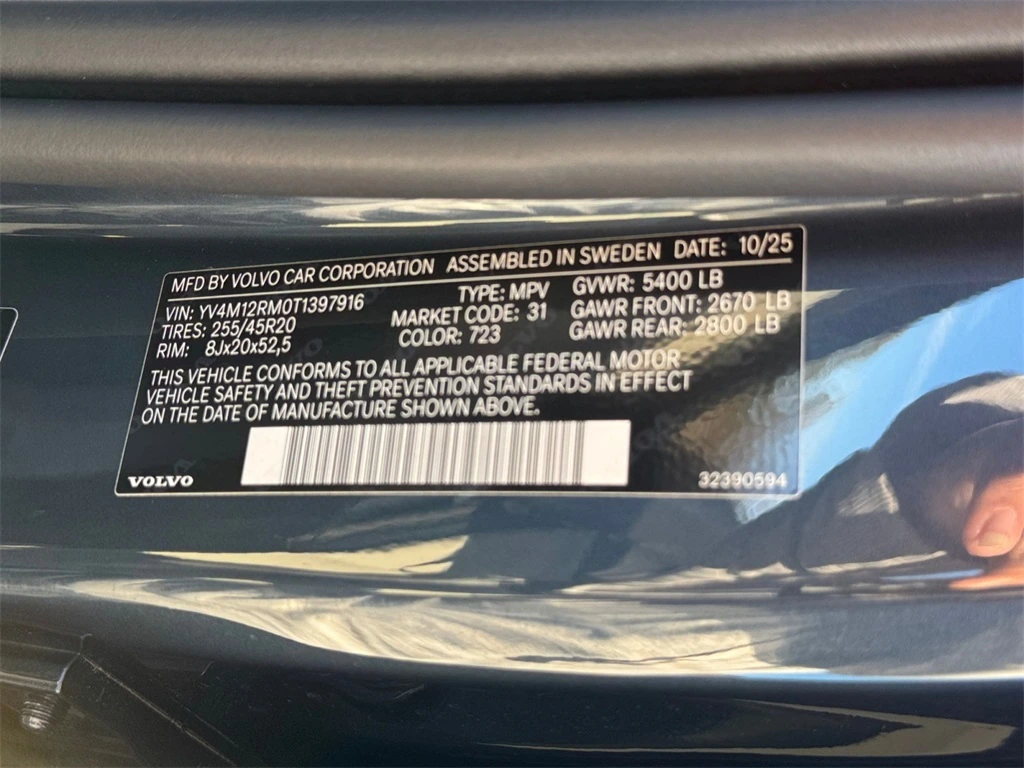 MFD BY VOLVO CAR CORPORATION ASSEMBLED IN SWEDEN DATE: 10/25
VIN: YV4M12RM0T1397916 TYPE: MPV GVWR: 5400 LB
TIRES: 255/45R20 MARKET CODE: 31 GAWR FRONT: 2670 LB
RIM: 8Jx20x52,5 COLOR: 723 GAWR REAR: 2800 LB
THIS VEHICLE CONFORMS TO ALL APPLICABLE FEDERAL MOTOR
VEHICLE SAFETY AND THEFT PREVENTION STANDARDS IN EFFECT
ON THE DATE OF MANUFACTURE SHOWN ABOVE.
VOLVO 32390594